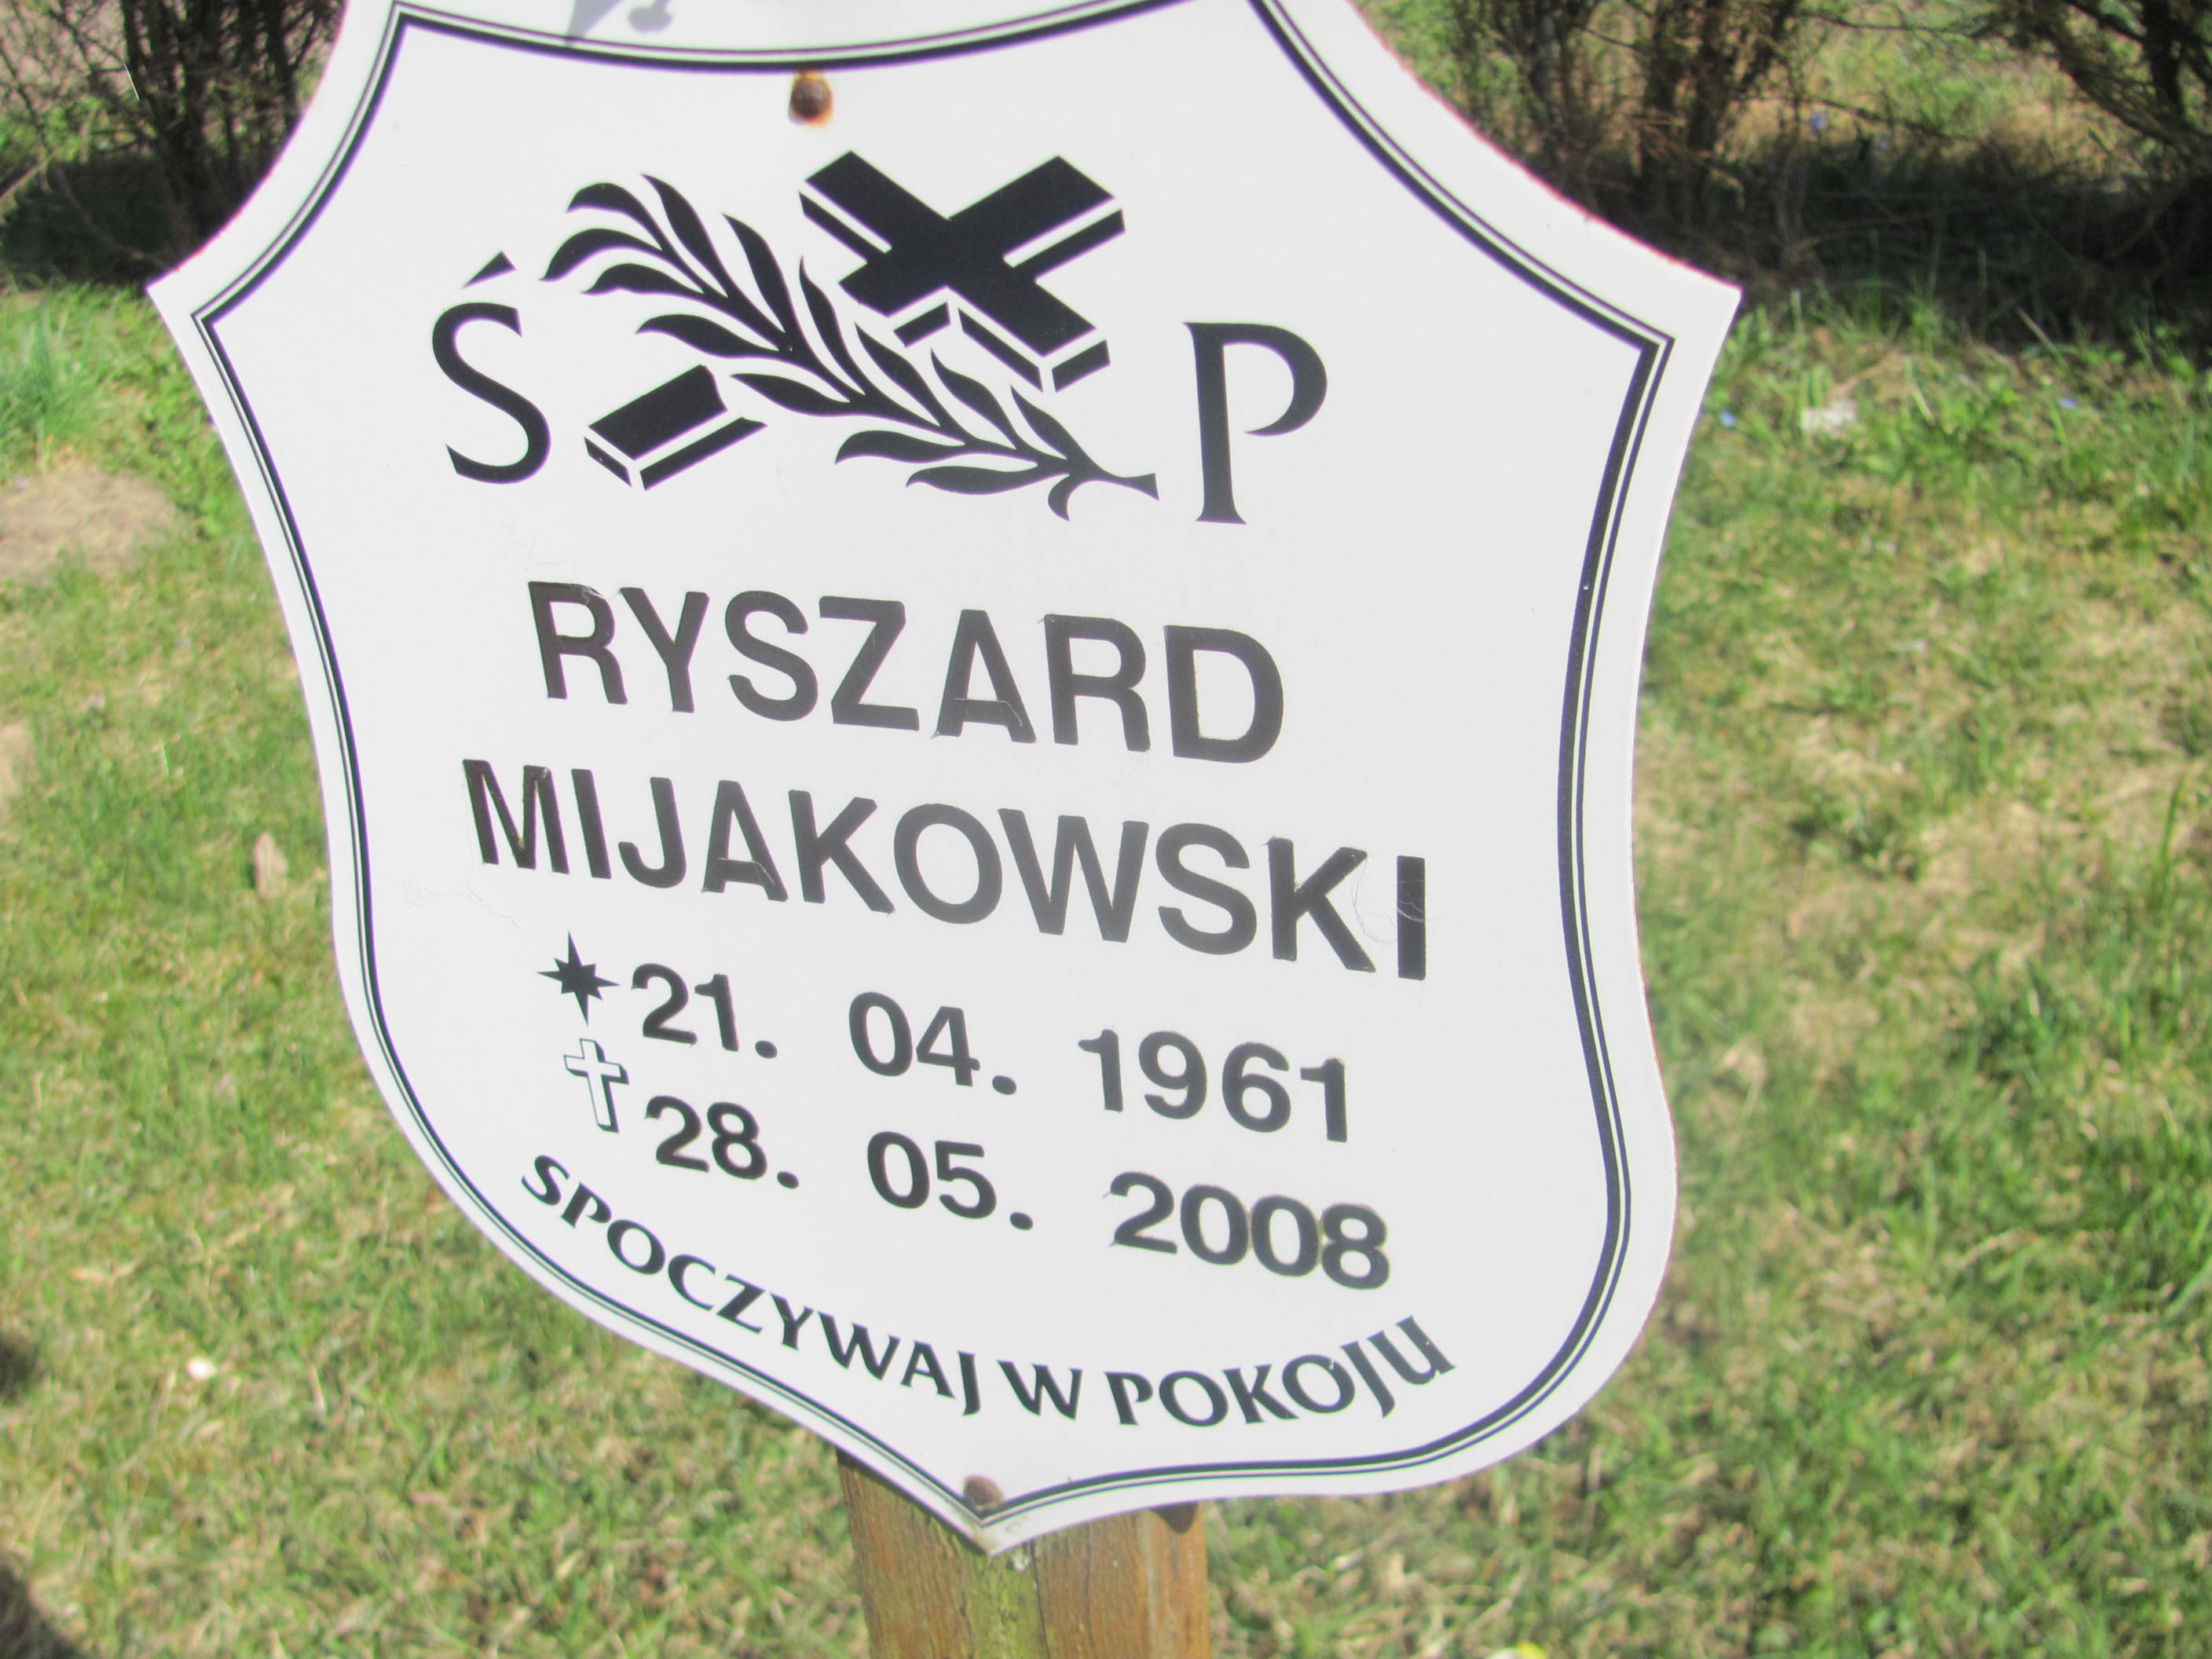 Ś P
RYSZARD
MIJAKOWSKI
21. 04. 1961
28. 05. 2008
SPOCZYWAJ W POKOJU